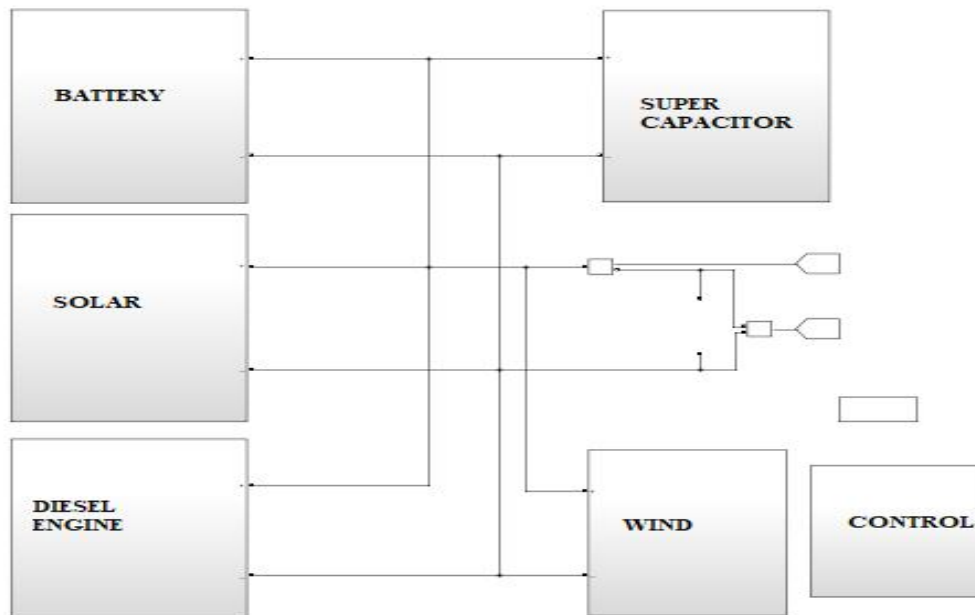 BATTERY
SUPER
CAPACITOR
SOLAR
DIESEL
ENGINE
WIND
CONTROL